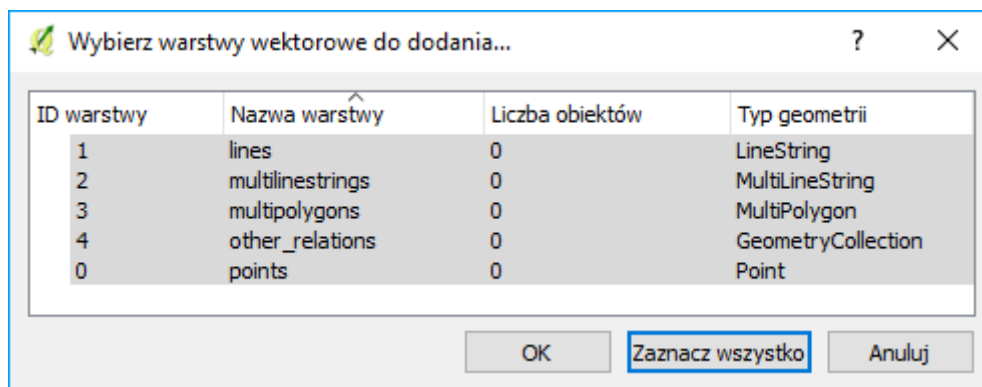 Wybierz warstwy wektorowe do dodania... ?
ID warstwy Nazwa warstwy Liczba obiektów Typ geometrii
1 lines 0 LineString
2 multilinestrings 0 MultiLineString
3 multipolygons 0 MultiPolygon
4 other_relations 0 GeometryCollection
0 points 0 Point
OK Zaznacz wszystko Anuluj